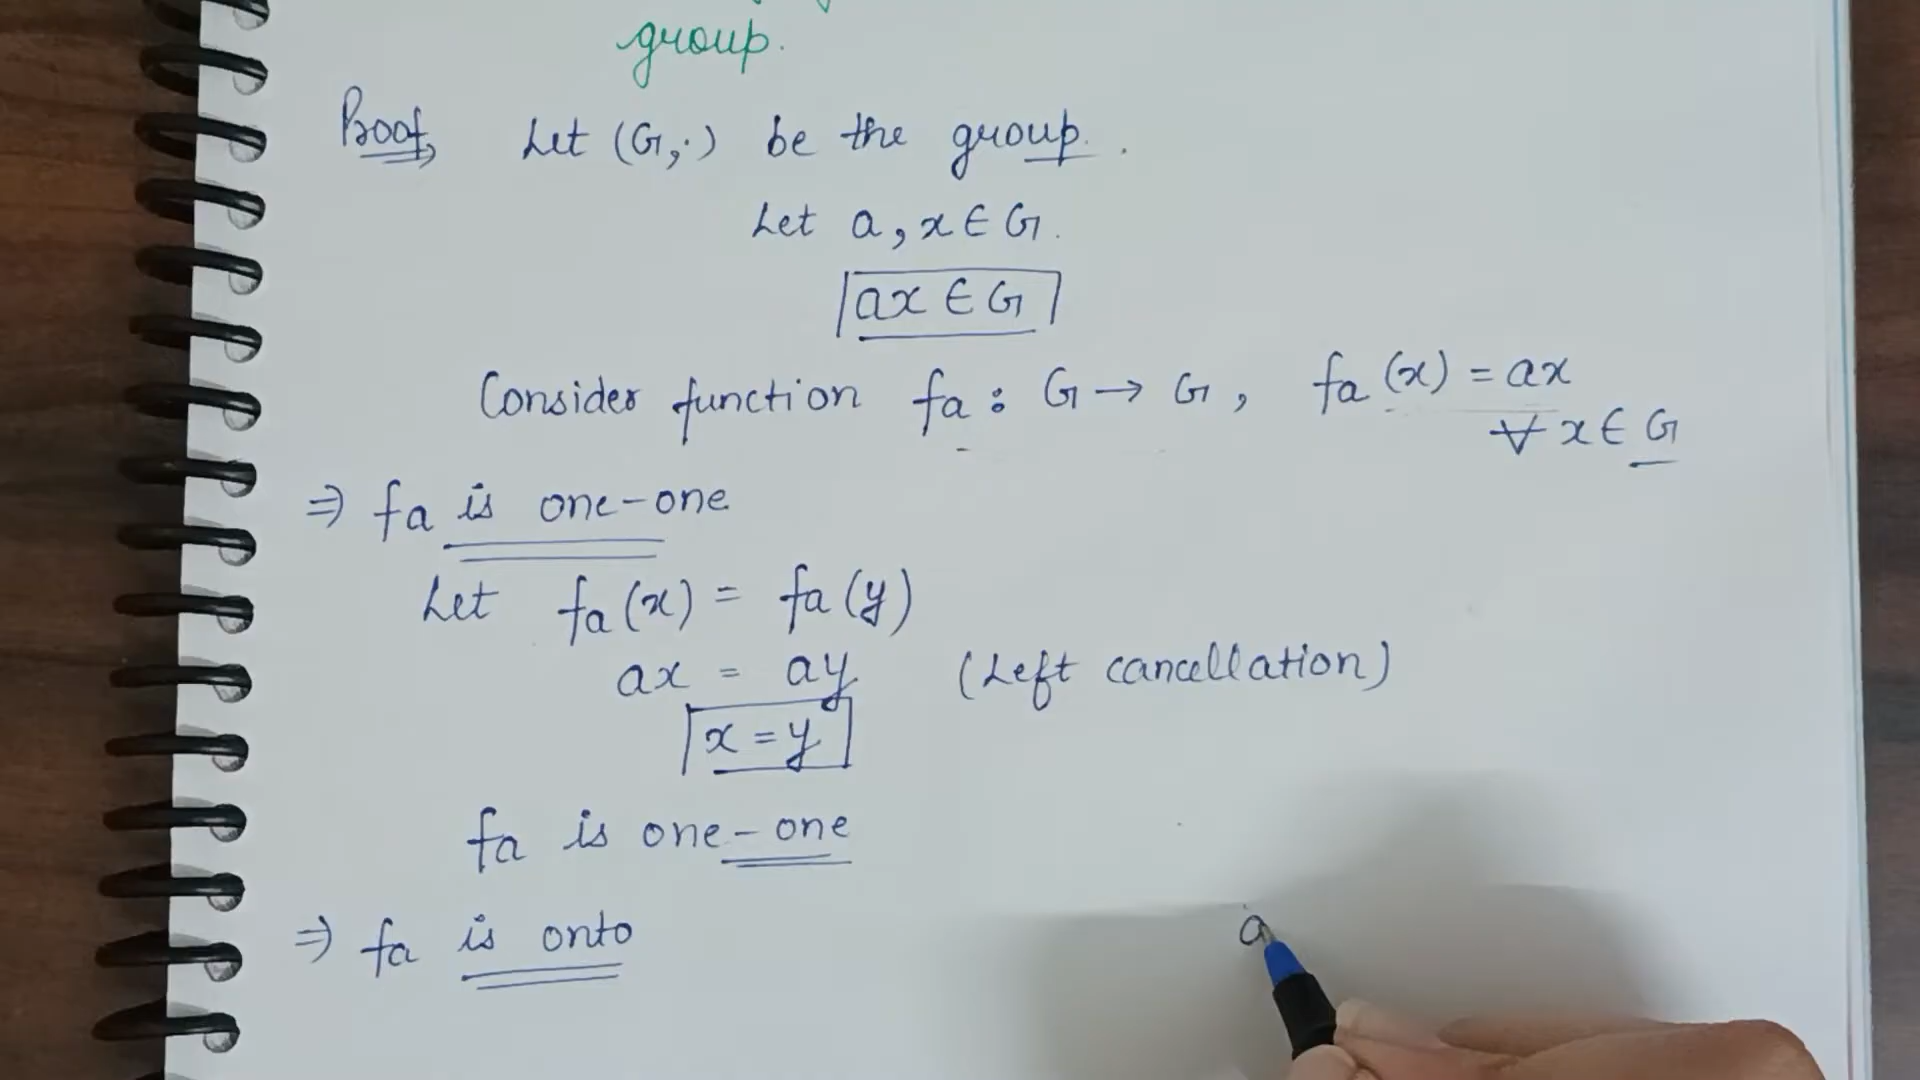 group.
Proof, Let (G,·) be the group.
Let a, x ∈ G.
ax ∈ G
Consider function fa : G → G, fa (x) = ax
∀ x ∈ G
⇒ fa is one-one
Let fa (x) = fa (y)
ax = ay (Left cancellation)
x = y
fa is one-one
⇒ fa is onto a